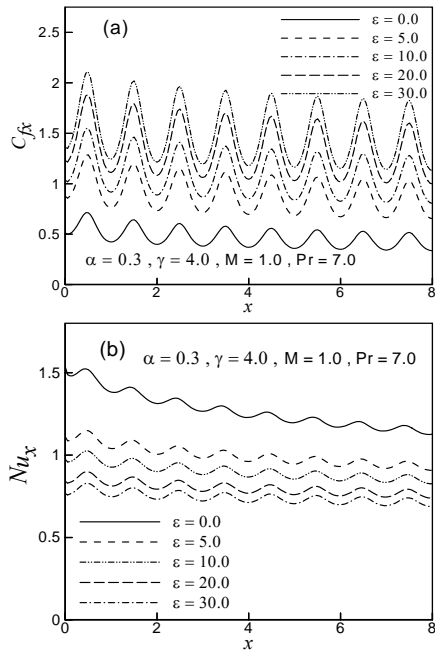 (a)
ε = 0.0
ε = 5.0
ε = 10.0
ε = 20.0
ε = 30.0
2.5
2
1.5
1
0.5
0
C_fx
α = 0.3 , γ = 4.0 , M = 1.0 , Pr = 7.0
0 2 4 6 8
x
(b)
α = 0.3 , γ = 4.0 , M = 1.0 , Pr = 7.0
1.5
1
0.5
0
Nu_x
ε = 0.0
ε = 5.0
ε = 10.0
ε = 20.0
ε = 30.0
0 2 4 6 8
x